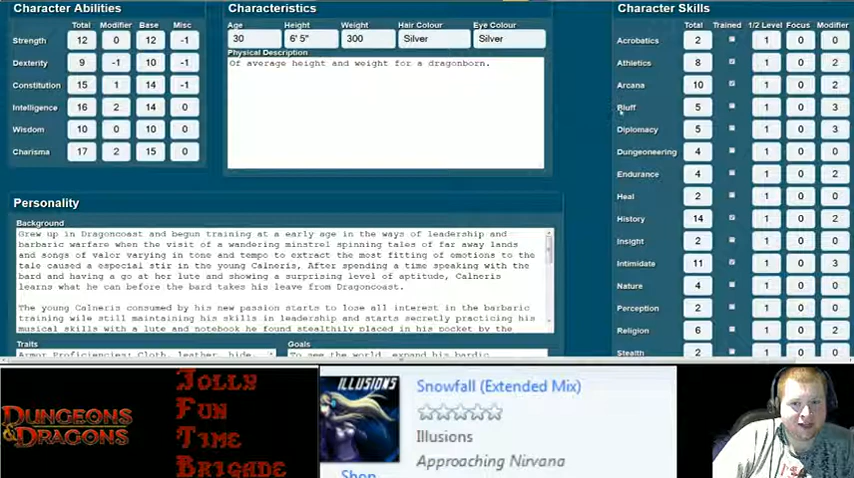 Character Abilities
Total Modifier Base Misc
Strength 12 0 12 -1
Dexterity 9 -1 10 -1
Constitution 15 1 14 -1
Intelligence 16 2 14 0
Wisdom 10 0 10 0
Charisma 17 2 15 0
Characteristics
Age Height Weight Hair Colour Eye Colour
30 6' 5" 300 Silver Silver
Physical Description
Of average height and weight for a dragonborn.
Personality
Background
Grew up in Dragoncoast and begun training at a early age in the ways of leadership and
barbaric warfare when the visit of a wandering minstrel spinning tales of far away lands
and songs of valor varying in tone and tempo to extract the most fitting of emotions to the
tale caused a especial stir in the young Calneris, After spending a time speaking with the
bard and having a go at her lute and showing a surprising level of aptitude, Calneris
learns what he can before the bard takes his leave from Dragoncoast.
The young Calneris consumed by his new passion starts to lose all interest in the barbaric
training wile still maintaining his skills in leadership and starts secretly practicing his
musical skills with a lute and notebook he found stealthily placed in his pocket by the
Traits Goals
Armor Proficiencies: Cloth, leather, hide,
To see the world, expand his bardic
Character Skills
Total Trained 1/2 Level Focus Modifier
Acrobatics 2 1 0 0
Athletics 8 1 0 2
Arcana 10 1 0 2
Bluff 5 1 0 3
Diplomacy 5 1 0 3
Dungeoneering 4 1 0 0
Endurance 4 1 0 2
Heal 2 1 0 0
History 14 1 0 2
Insight 2 1 0 0
Intimidate 11 1 0 3
Nature 4 1 0 0
Perception 2 1 0 0
Religion 6 1 0 2
Stealth 2 1 0 0
DUNGEONS
& DRAGONS
Jolly
Fun
Time
Brigade
ILLUSIONS
Shop
Snowfall (Extended Mix)
Illusions
Approaching Nirvana